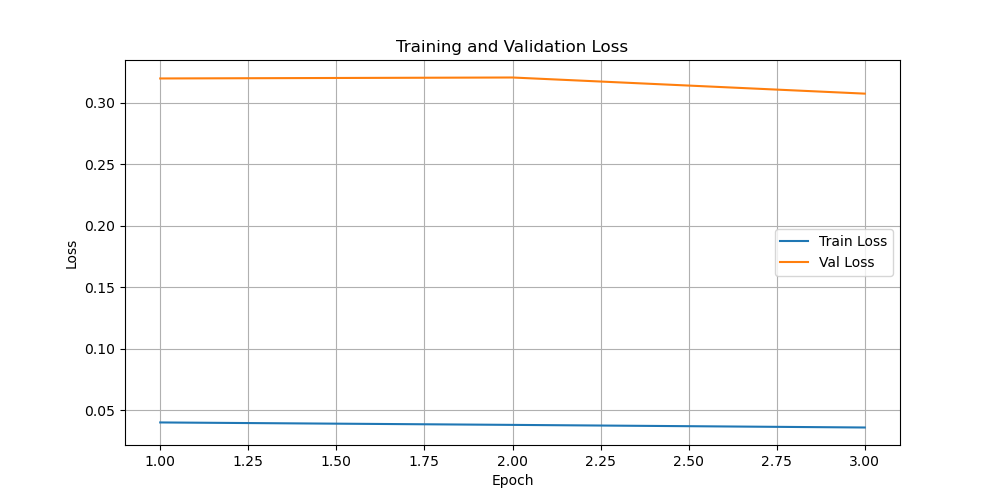 Training and Validation Loss
0.30
0.25
0.20
0.15
0.10
0.05
Loss
Train Loss
Val Loss
1.00 1.25 1.50 1.75 2.00 2.25 2.50 2.75 3.00
Epoch